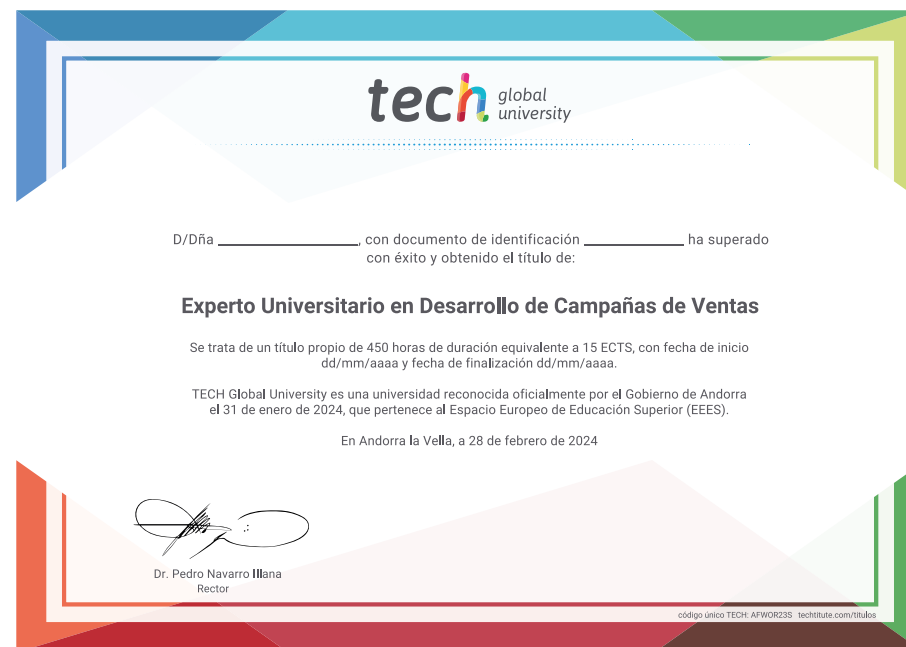 tech global university
D/Dña ______________, con documento de identificación __________ ha superado
con éxito y obtenido el título de:
Experto Universitario en Desarrollo de Campañas de Ventas
Se trata de un título propio de 450 horas de duración equivalente a 15 ECTS, con fecha de inicio
dd/mm/aaaa y fecha de finalización dd/mm/aaaa.
TECH Global University es una universidad reconocida oficialmente por el Gobierno de Andorra
el 31 de enero de 2024, que pertenece al Espacio Europeo de Educación Superior (EEES).
En Andorra la Vella, a 28 de febrero de 2024
Dr. Pedro Navarro Illana
Rector
código único TECH: AFWOR23S techtitute.com/titulos